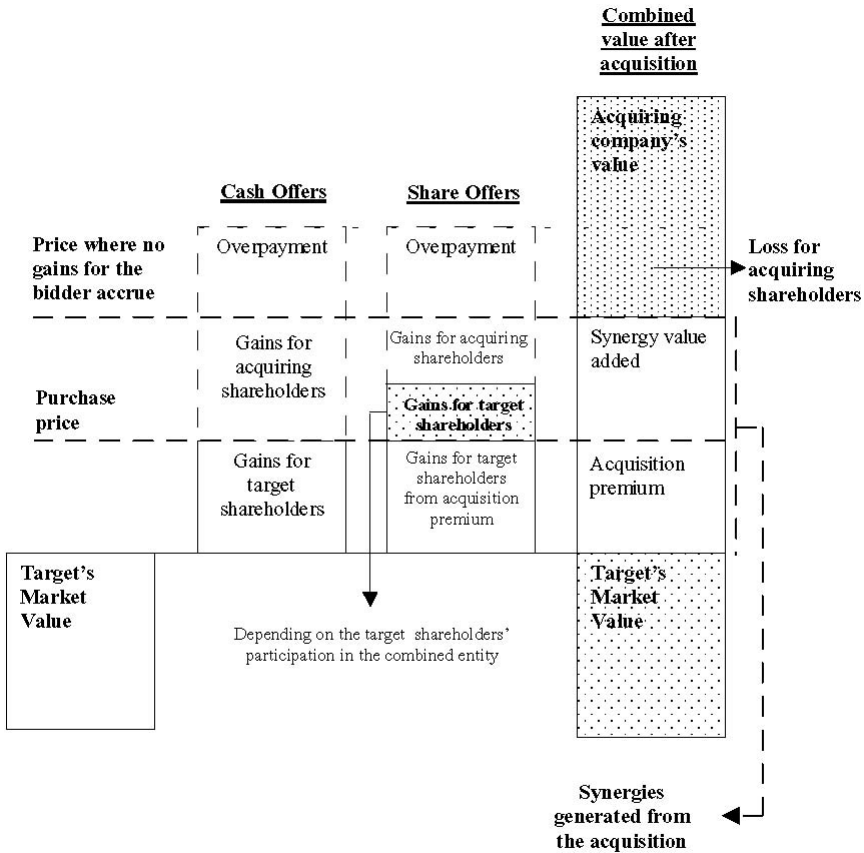 Combined
value after
acquisition
Acquiring
company's
value
Cash Offers
Share Offers
Price where no
gains for the
bidder accrue
Overpayment
Overpayment
Loss for
acquiring
shareholders
Gains for
acquiring
shareholders
Gains for acquiring
shareholders
Synergy value
added
Purchase
price
Gains for target
shareholders
Gains for
target
shareholders
Gains for target
shareholders
from acquisition
premium
Acquisition
premium
Target's
Market
Value
Target's
Market
Value
Depending on the target shareholders'
participation in the combined entity
Synergies
generated from
the acquisition